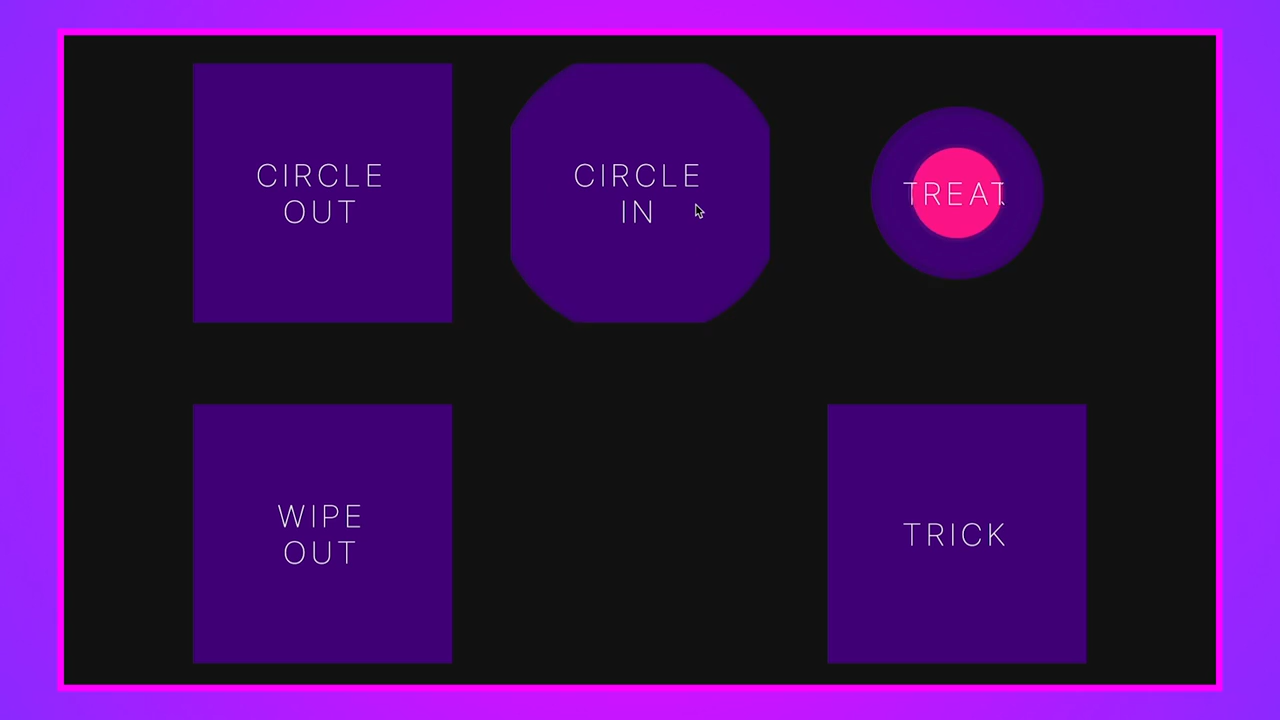 CIRCLE
OUT
CIRCLE
IN
TREAT
WIPE
OUT
TRICK